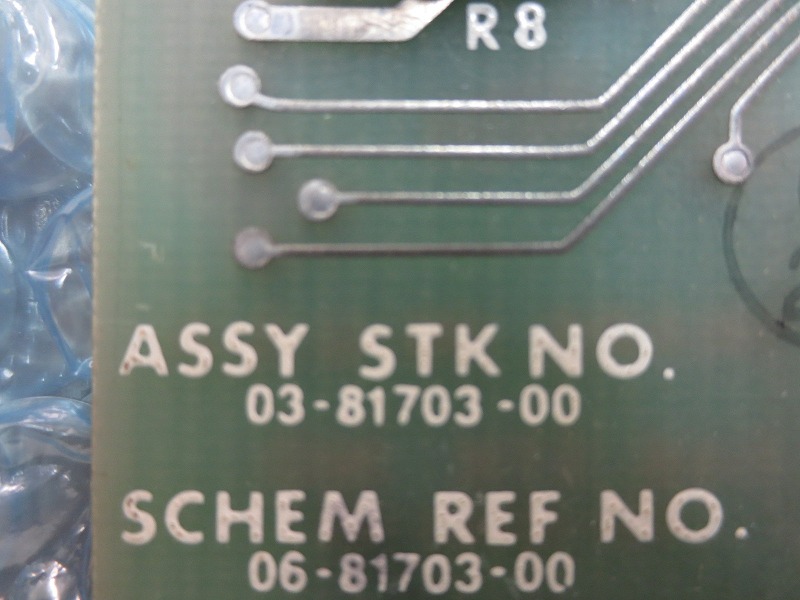 R8
ASSY STK NO.
03-81703-00
SCHEM REF NO.
06-81703-00